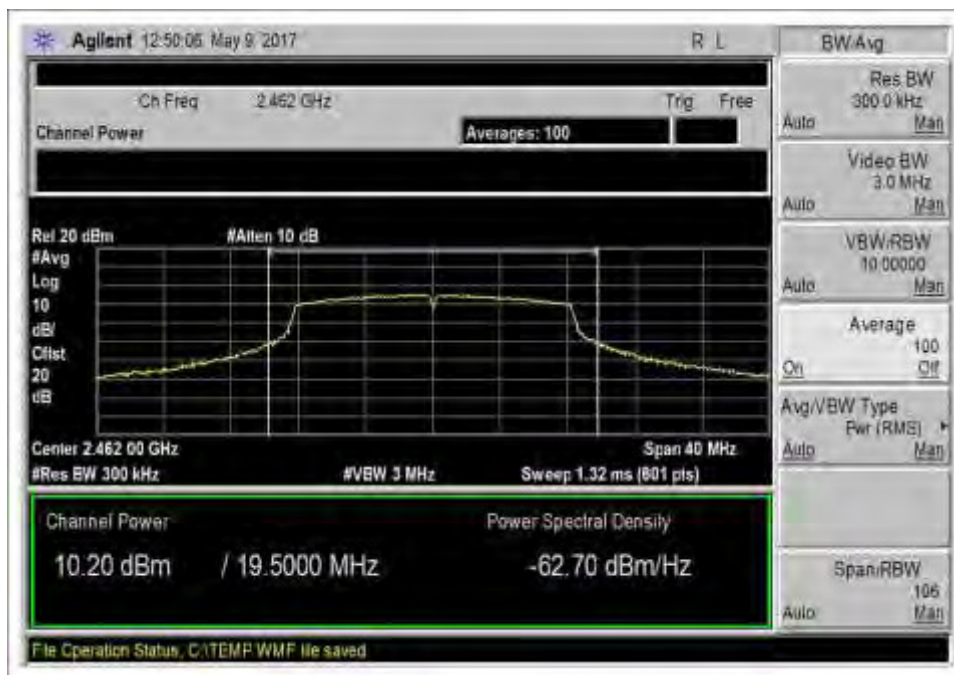 Agilent 12:50:06 May 9, 2017 R L
BW/Avg
Ch Freq 2.462 GHz Trig Free
Channel Power Averages: 100
Ref 20 dBm #Atten 10 dB
#Avg
Log
10
dB/
Offst
20
dB
Center 2.462 00 GHz Span 40 MHz
#Res BW 300 kHz #VBW 3 MHz Sweep 1.32 ms (601 pts)
Channel Power Power Spectral Density
10.20 dBm / 19.5000 MHz -62.70 dBm/Hz
File Operation Status, C:\TEMP.WMF file saved
Res BW
300.0 kHz
Auto Man
Video BW
3.0 MHz
Auto Man
VBW/RBW
10.00000
Auto Man
Average
100
On Off
Avg/VBW Type
Pwr (RMS)
Auto Man
Span/RBW
106
Auto Man